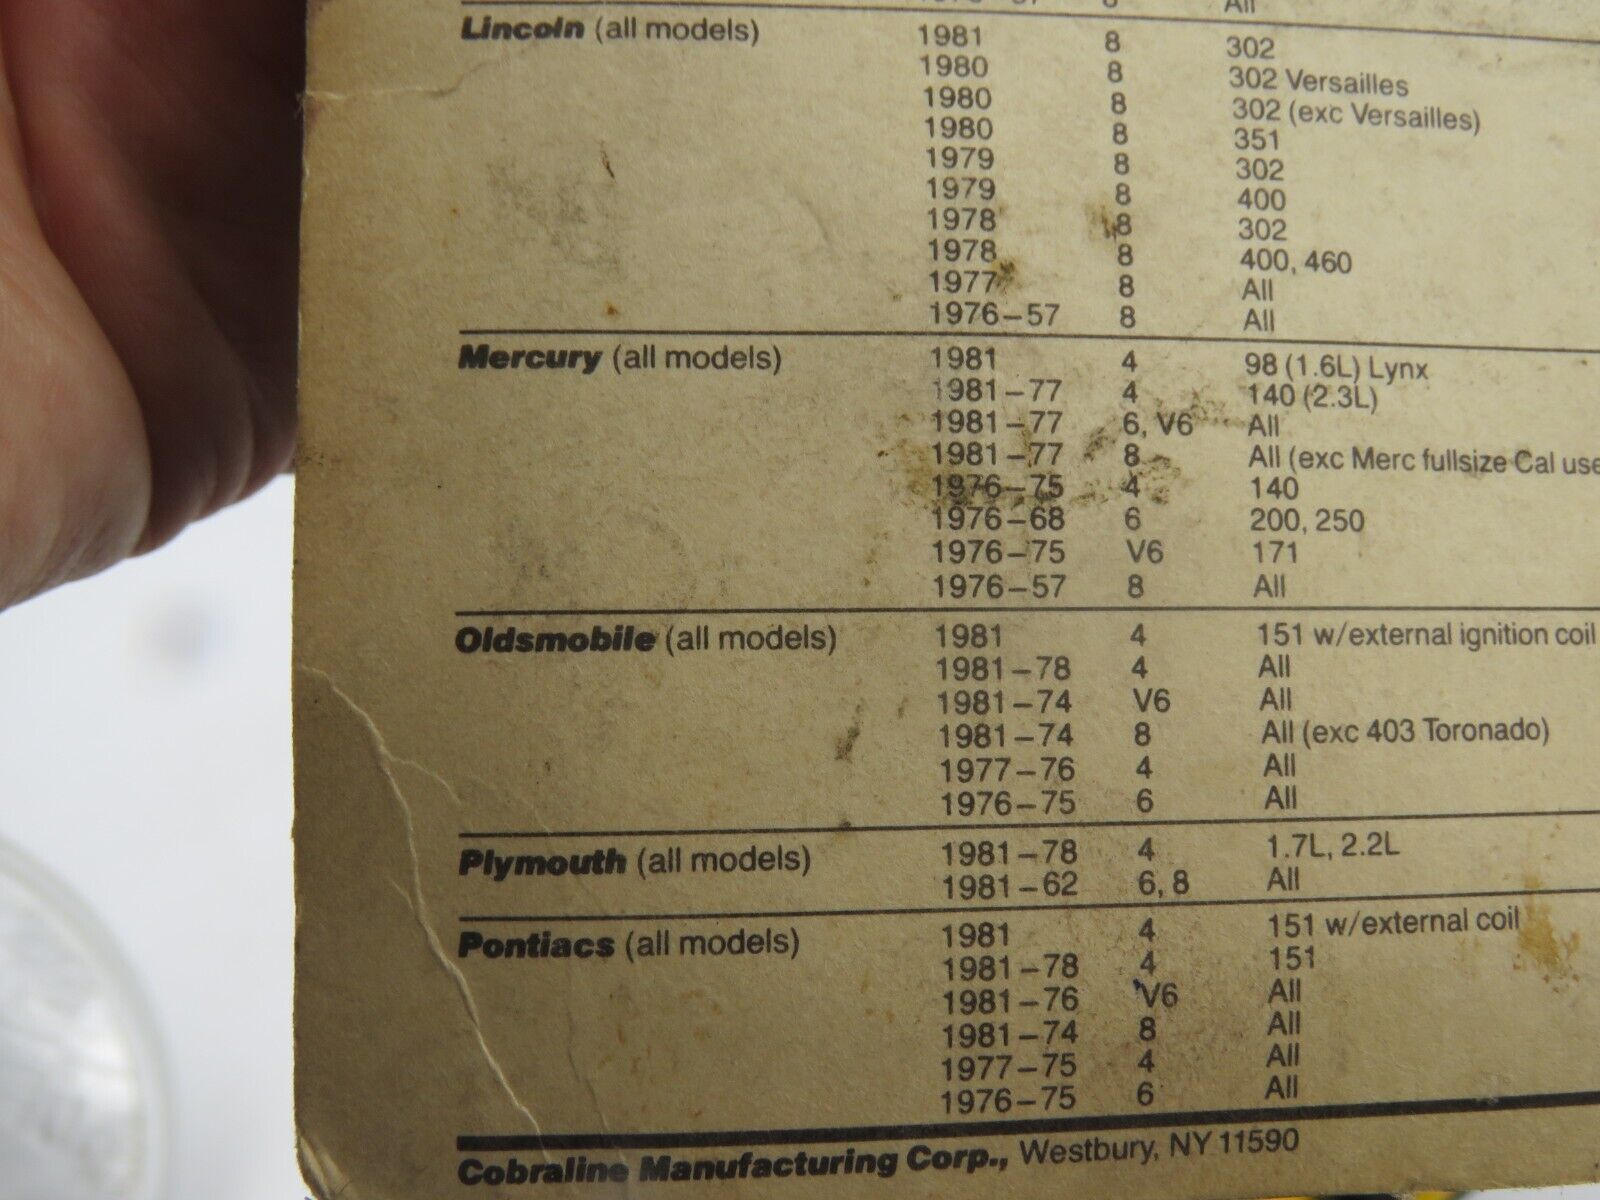 All
Lincoln (all models) 1981 8 302
1980 8 302 Versailles
1980 8 302 (exc Versailles)
1980 8 351
1979 8 302
1979 8 400
1978 8 302
1978 8 400, 460
1977 8 All
1976–57 8 All
Mercury (all models) 1981 4 98 (1.6L) Lynx
1981–77 4 140 (2.3L)
1981–77 6, V6 All
1981–77 8 All (exc Merc fullsize Cal use
1976–75 4 140
1976–68 6 200, 250
1976–75 V6 171
1976–57 8 All
Oldsmobile (all models) 1981 4 151 w/external ignition coil
1981–78 4 All
1981–74 V6 All
1981–74 8 All (exc 403 Toronado)
1977–76 4 All
1976–75 6 All
Plymouth (all models) 1981–78 4 1.7L, 2.2L
1981–62 6, 8 All
Pontiacs (all models) 1981 4 151 w/external coil
1981–78 4 151
1981–76 V6 All
1981–74 8 All
1977–75 4 All
1976–75 6 All
Cobraline Manufacturing Corp., Westbury, NY 11590